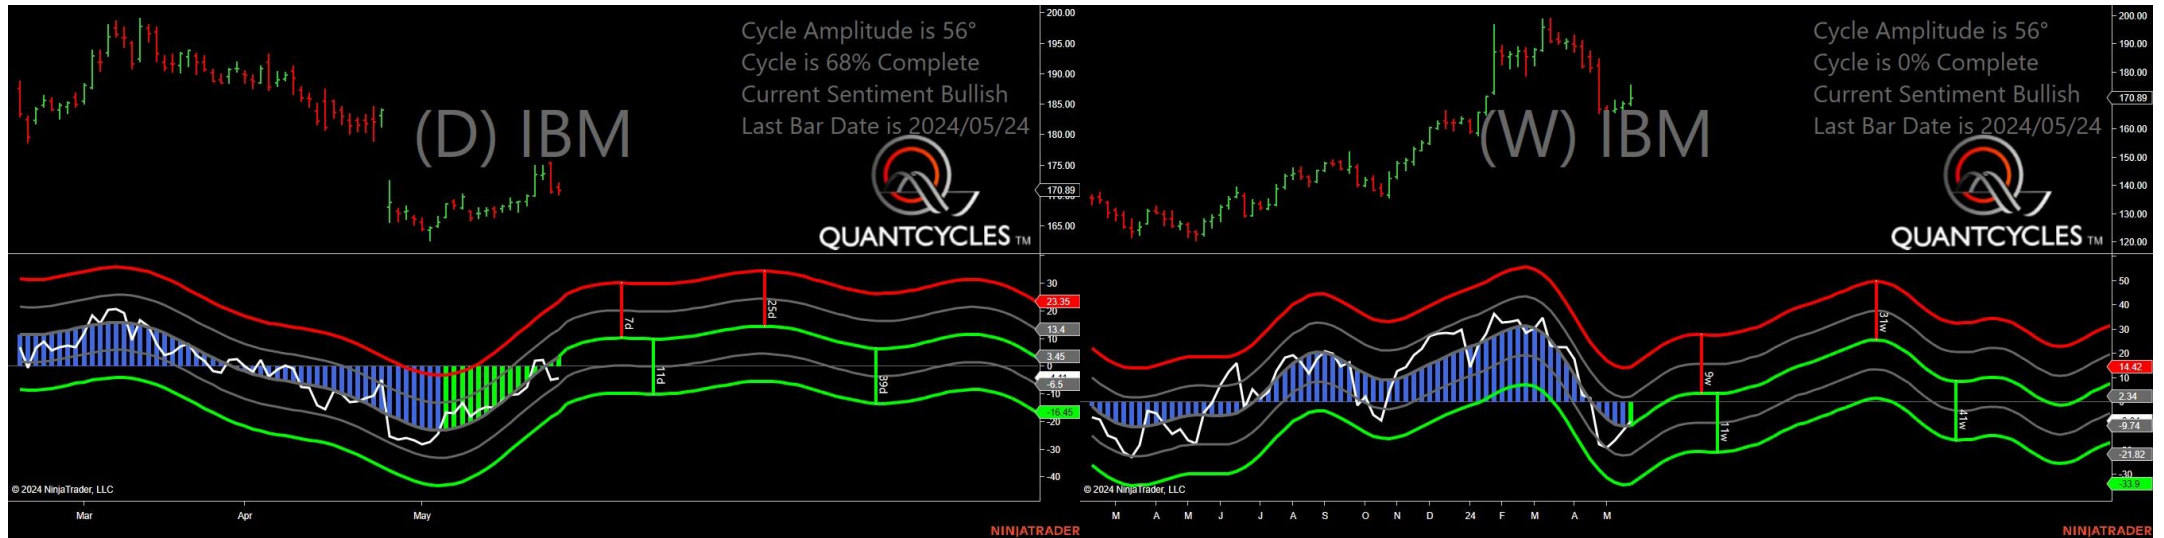 Cycle Amplitude is 56°
Cycle is 68% Complete
Current Sentiment Bullish
Last Bar Date is 2024/05/24
(D) IBM
QUANTCYCLES TM
200.00
195.00
190.00
185.00
180.00
175.00
170.89
165.00
30
23.35
20
13.4
10
3.45
0
-6.5
-10
-16.45
-20
-30
-40
7d
11d
25d
39d
© 2024 NinjaTrader, LLC
Mar Apr May
NINJATRADER
Cycle Amplitude is 56°
Cycle is 0% Complete
Current Sentiment Bullish
Last Bar Date is 2024/05/24
(W) IBM
QUANTCYCLES TM
200.00
190.00
180.00
170.89
160.00
150.00
140.00
130.00
120.00
50
40
30
20
14.42
10
2.34
-9.74
-21.82
-30
-33.9
9w
11w
31w
41w
© 2024 NinjaTrader, LLC
M A M J J A S O N D 24 F M A M
NINJATRADER